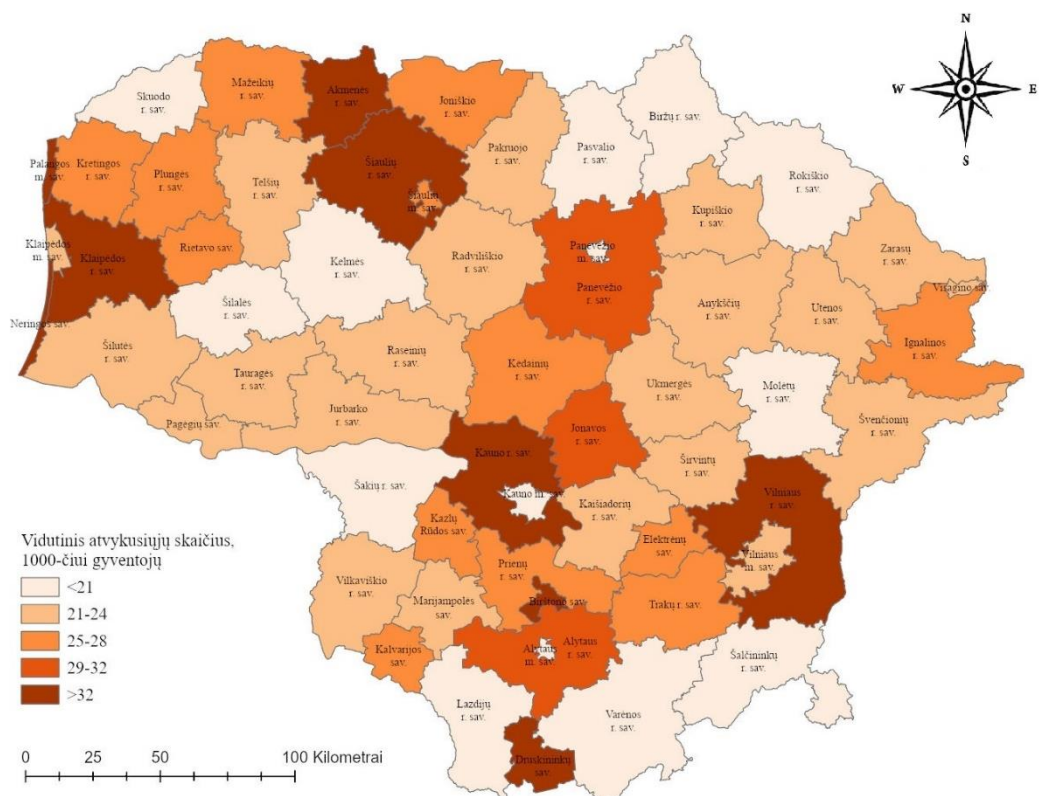 N
W
E
S
Skuodo
r. sav.
Mažeikių
r. sav.
Akmenės
r. sav.
Joniškio
r. sav.
Pakruojo
r. sav.
Pasvalio
r. sav.
Biržų r. sav.
Rokiškio
r. sav.
Palangos
m. sav.
Kretingos
r. sav.
Plungės
r. sav.
Telšių
r. sav.
Šiaulių
r. sav.
Šiaulių
m. sav.
Kupiškio
r. sav.
Zarasų
r. sav.
Klaipėdos
m. sav.
Klaipėdos
r. sav.
Rietavo sav.
Kelmės
r. sav.
Radviliškio
r. sav.
Panevėžio
m. sav.
Panevėžio
r. sav.
Anykščių
r. sav.
Utenos
r. sav.
Visagino sav.
Ignalinos
r. sav.
Neringos sav.
Šilalės
r. sav.
Šilutės
r. sav.
Tauragės
r. sav.
Raseinių
r. sav.
Kėdainių
r. sav.
Ukmergės
r. sav.
Molėtų
r. sav.
Švenčionių
r. sav.
Pagėgių sav.
Jurbarko
r. sav.
Jonavos
r. sav.
Kauno r. sav.
Kauno m. sav.
Širvintų
r. sav.
Šakių r. sav.
Kaišiadorių
r. sav.
Vilniaus
r. sav.
Kazlų
Rūdos sav.
Elektrėnų
sav.
Vilniaus
m. sav.
Prienų
r. sav.
Vilkaviškio
r. sav.
Marijampolės
sav.
Birštono sav.
Trakų r. sav.
Kalvarijos
sav.
Alytaus
m. sav.
Alytaus
r. sav.
Šalčininkų
r. sav.
Lazdijų
r. sav.
Varėnos
r. sav.
Druskininkų
sav.
Vidutinis atvykusiųjų skaičius,
1000-čiui gyventojų
<21
21-24
25-28
29-32
>32
0 25 50 100 Kilometrai